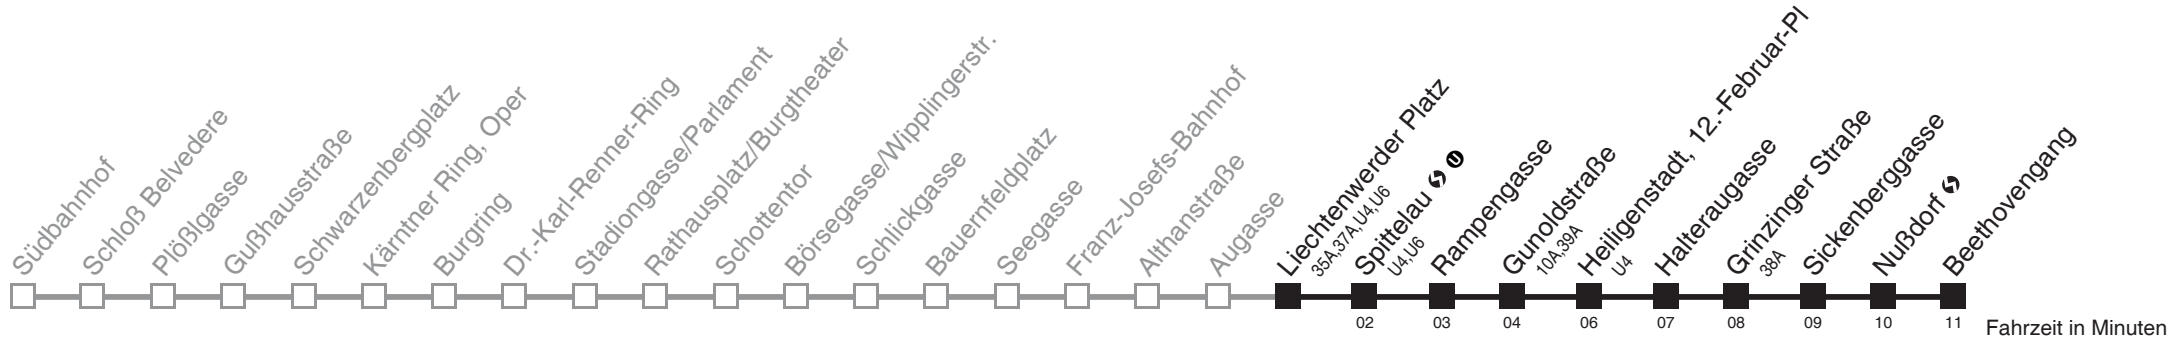 Südbahnhof
Schloß Belvedere
Plößlgasse
Gußhausstraße
Schwarzenbergplatz
Kärntner Ring, Oper
Burgring
Dr.-Karl-Renner-Ring
Stadiongasse/Parlament
Rathausplatz/Burgtheater
Schottentor
Börsegasse/Wipplingerstr.
Schlickgasse
Bauernfeldplatz
Seegasse
Franz-Josefs-Bahnhof
Althanstraße
Augasse
Liechtenwerder Platz
35A,37A,U4,U6
Spittelau S U
U4,U6
Rampengasse
Gunoldstraße
10A,39A
Heiligenstadt, 12.-Februar-Pl
U4
Halteraugasse
Grinzinger Straße
38A
Sickenberggasse
Nußdorf S
Beethovengang
02 03 04 06 07 08 09 10 11 Fahrzeit in Minuten